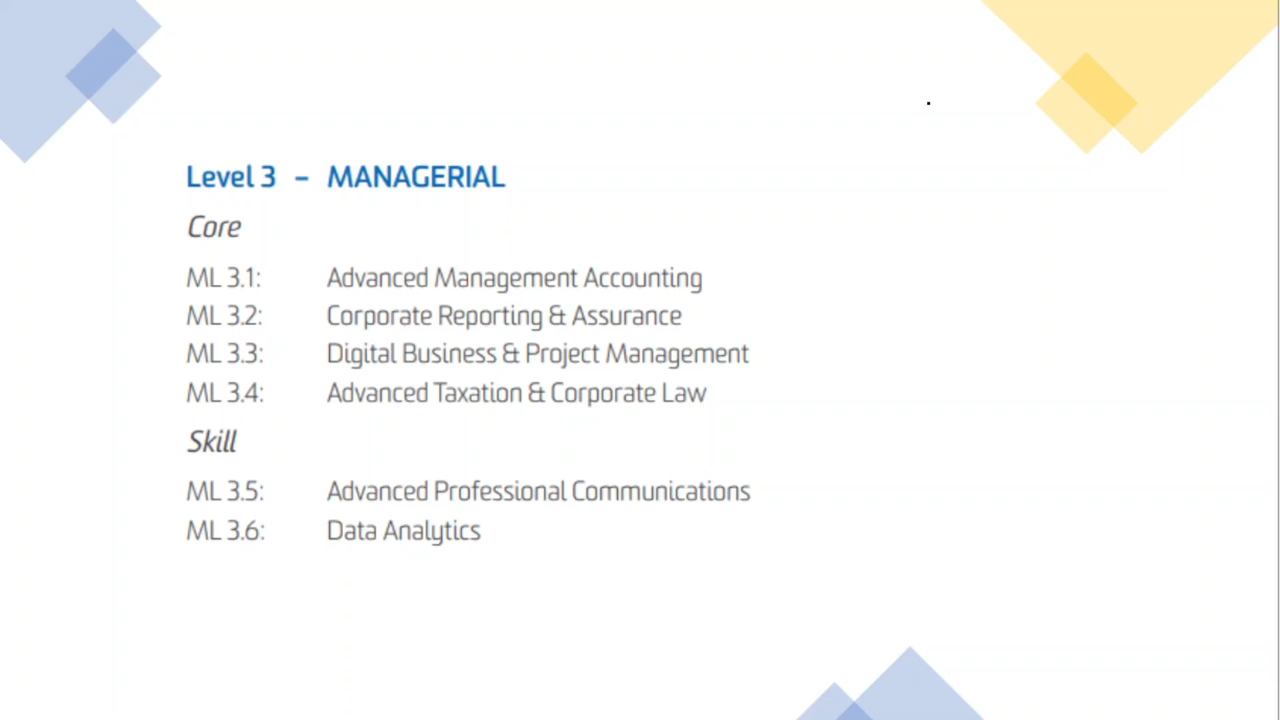 Level 3 – MANAGERIAL
Core
ML 3.1: Advanced Management Accounting
ML 3.2: Corporate Reporting & Assurance
ML 3.3: Digital Business & Project Management
ML 3.4: Advanced Taxation & Corporate Law
Skill
ML 3.5: Advanced Professional Communications
ML 3.6: Data Analytics